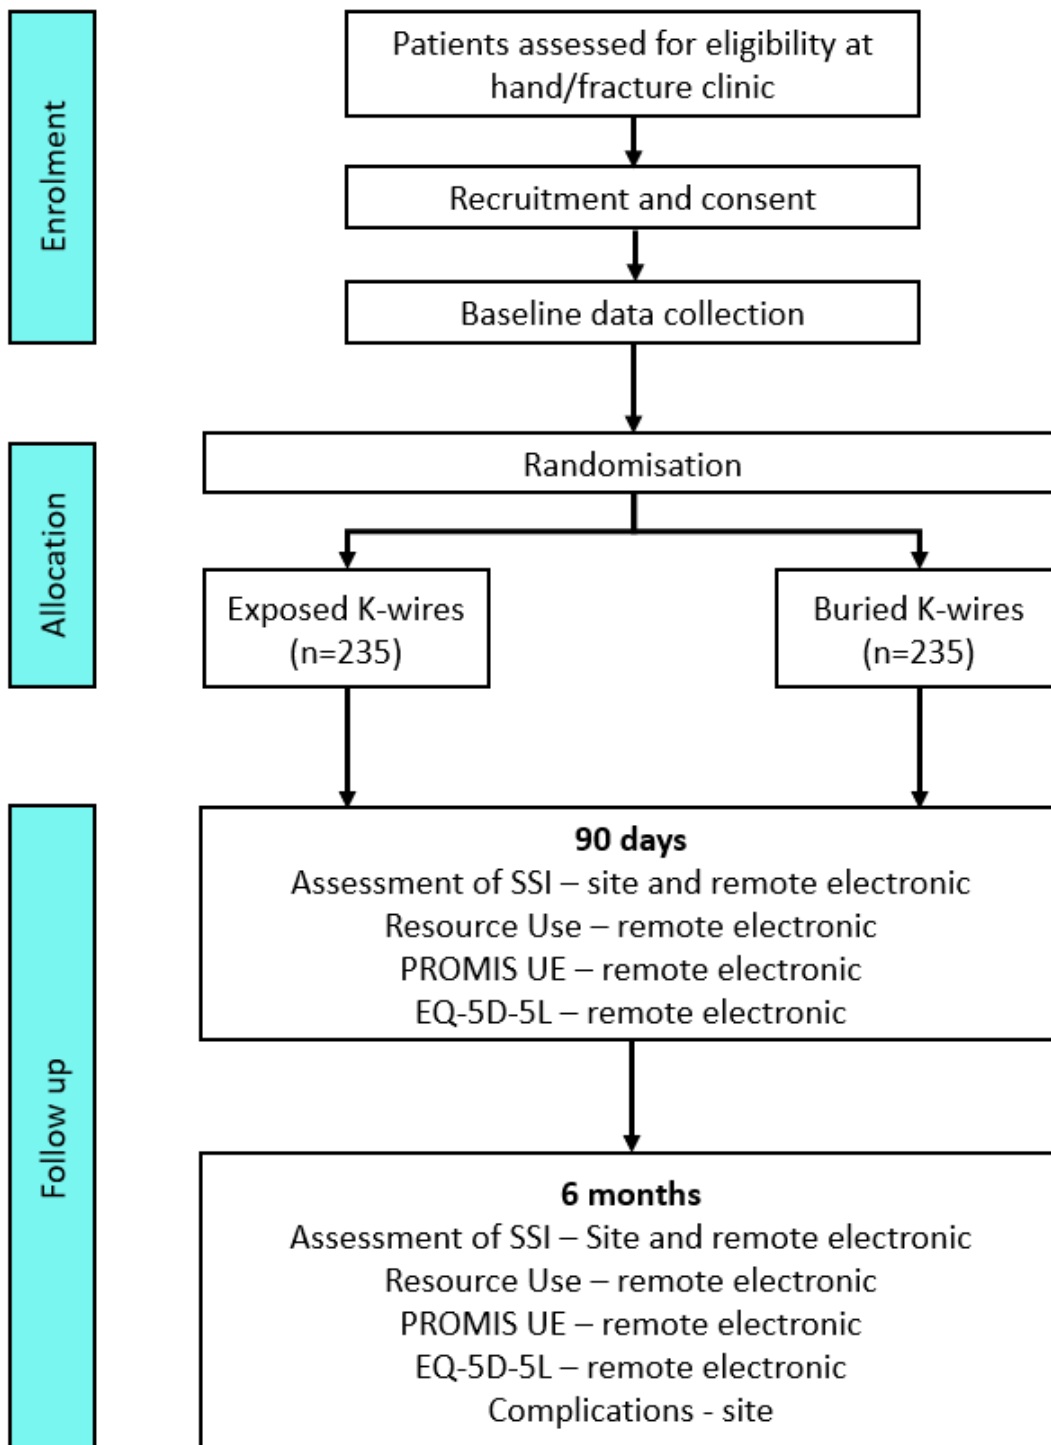 Enrolment
Patients assessed for eligibility at
hand/fracture clinic
Recruitment and consent
Baseline data collection
Allocation
Randomisation
Exposed K-wires
(n=235)
Buried K-wires
(n=235)
Follow up
90 days
Assessment of SSI – site and remote electronic
Resource Use – remote electronic
PROMIS UE – remote electronic
EQ-5D-5L – remote electronic
6 months
Assessment of SSI – Site and remote electronic
Resource Use – remote electronic
PROMIS UE – remote electronic
EQ-5D-5L – remote electronic
Complications - site